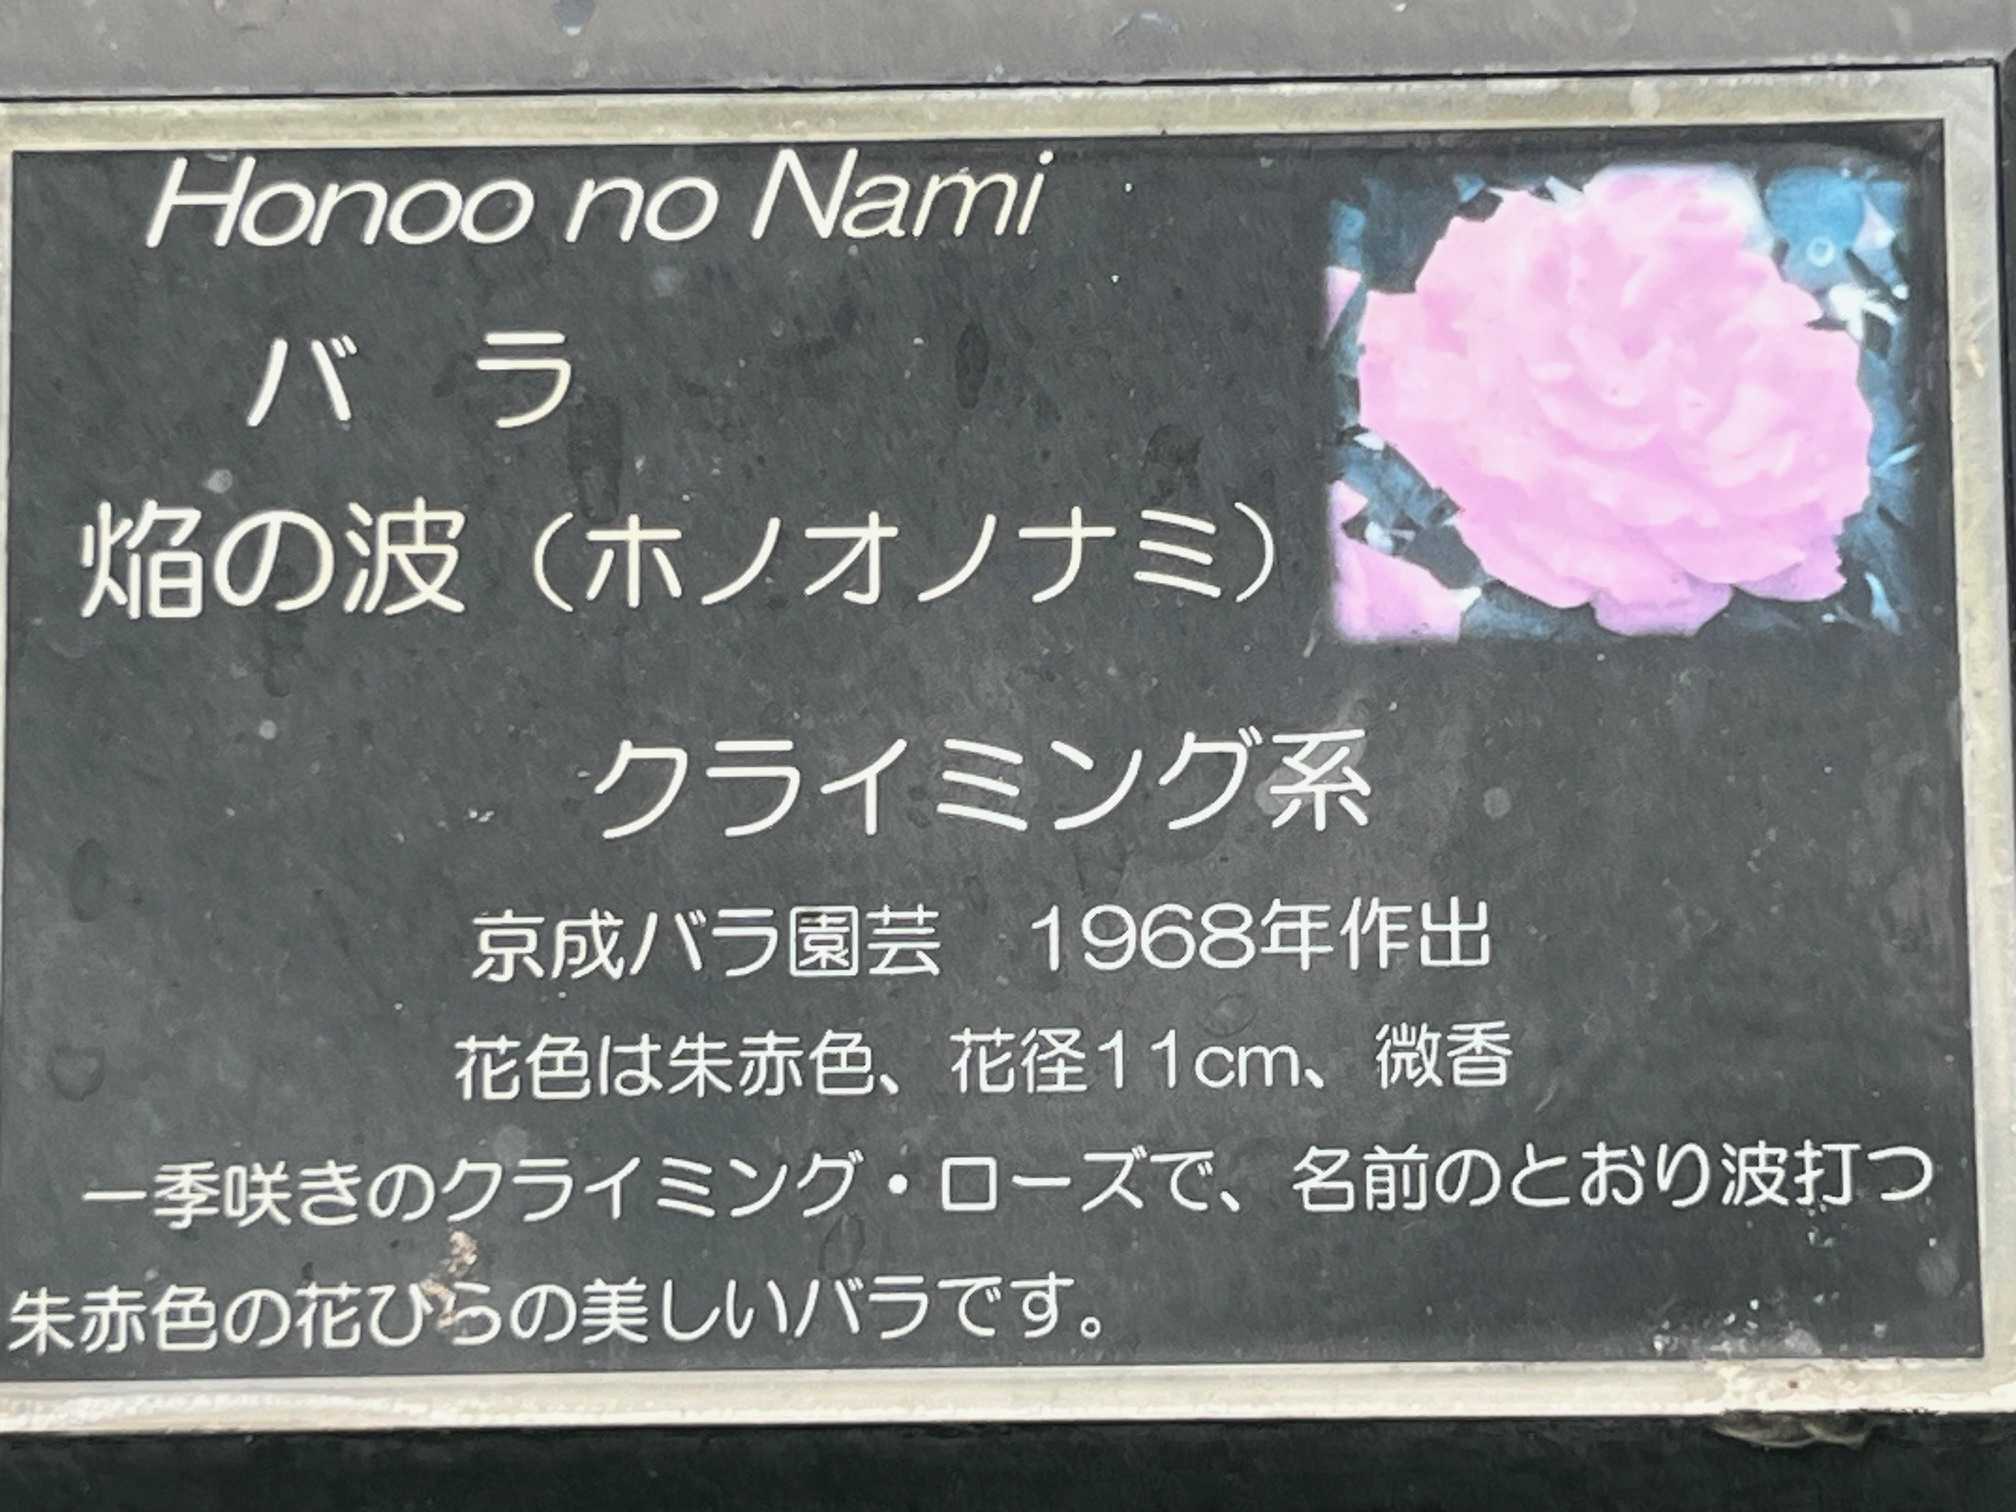 Honoo no Nami
バ　ラ
焔の波（ホノオノナミ）
クライミング系
京成バラ園芸　1968年作出
花色は朱赤色、花径11cm、微香
一季咲きのクライミング・ローズで、名前のとおり波打つ
朱赤色の花びらの美しいバラです。